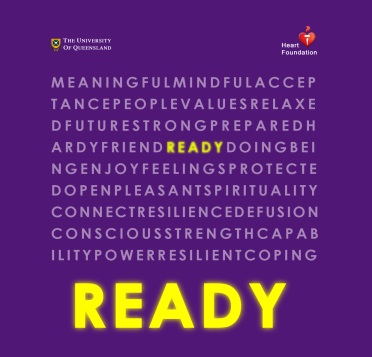 THE UNIVERSITY
OF QUEENSLAND
Heart
Foundation
MEANINGFULMINDFULACCEP
TANCEPEOPLEVALUESRELAXE
DFUTURESTRONGPREPAREDH
ARDYFRIENDREADYDOINGBEI
NGENJOYFEELINGSPROTECTE
DOPENPLEASANTSPIRITUALITY
CONNECTRESILIENCEDEFUSION
CONSCIOUSSTRENGTHCAPAB
ILITYPOWERRESILIENTCOPING
READY